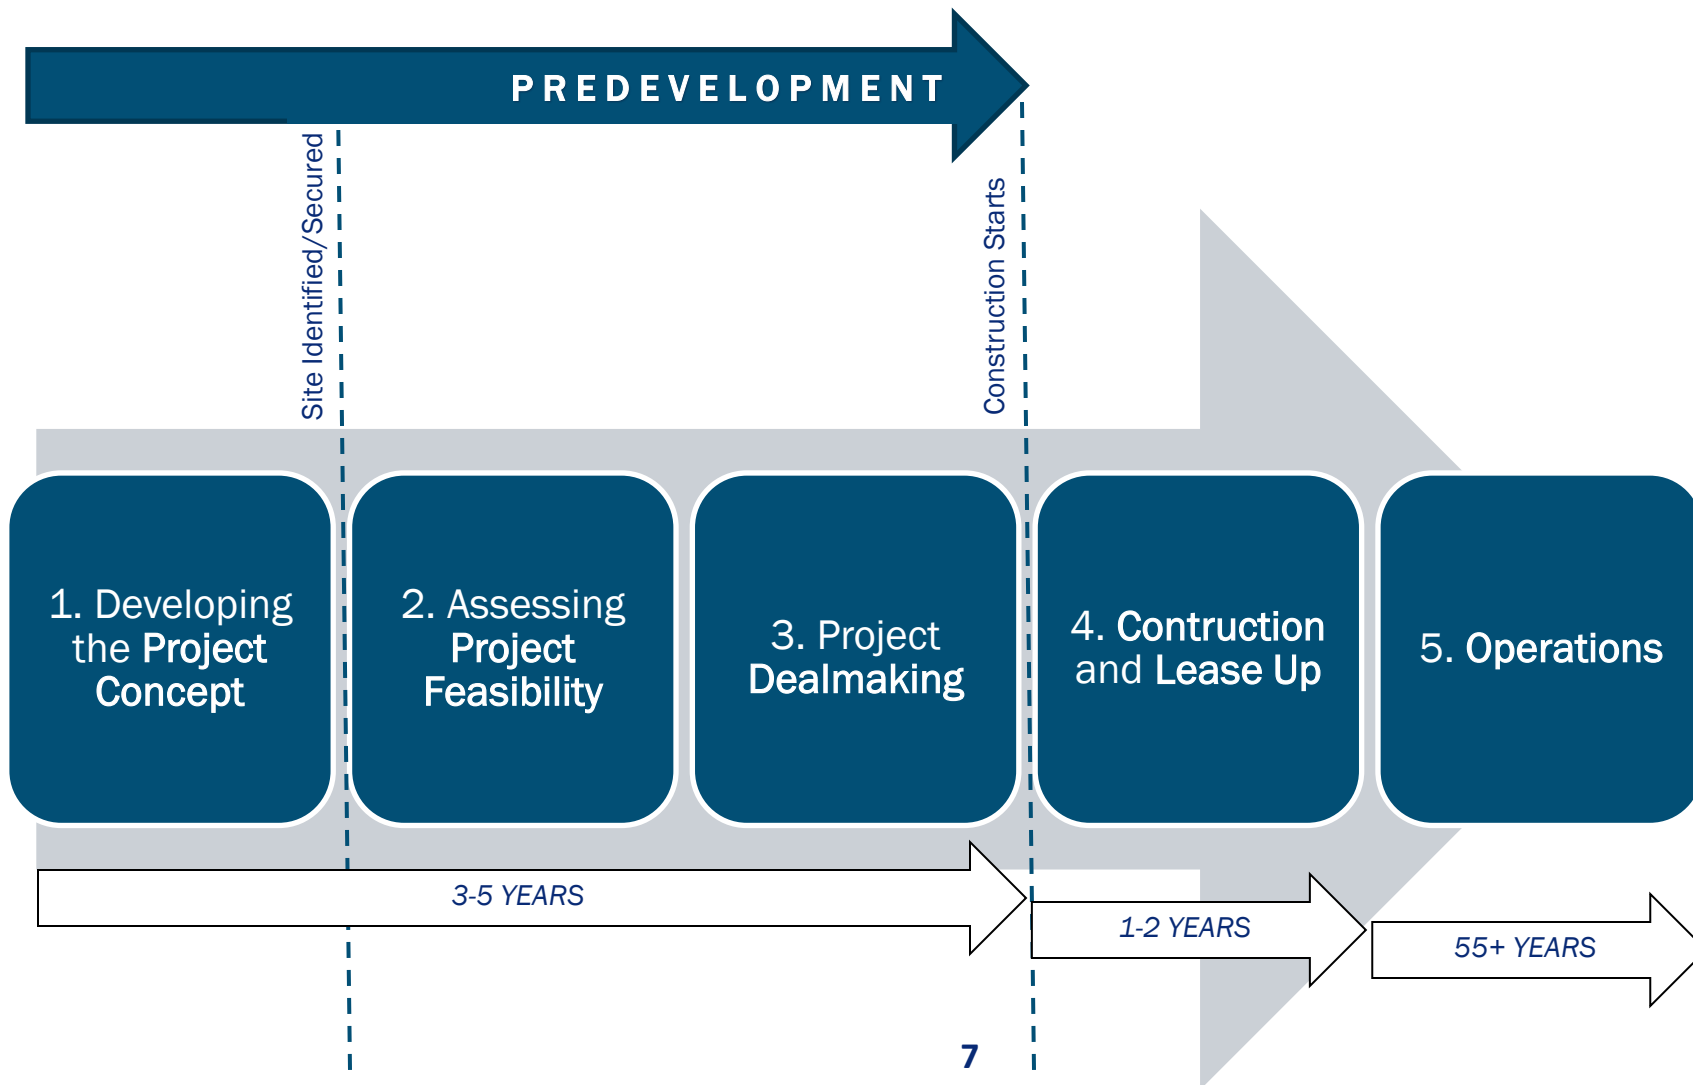 PREDEVELOPMENT
Site Identified/Secured
Construction Starts
1. Developing
the Project
Concept
2. Assessing
Project
Feasibility
3. Project
Dealmaking
4. Contruction
and Lease Up
5. Operations
3-5 YEARS
1-2 YEARS
55+ YEARS
7